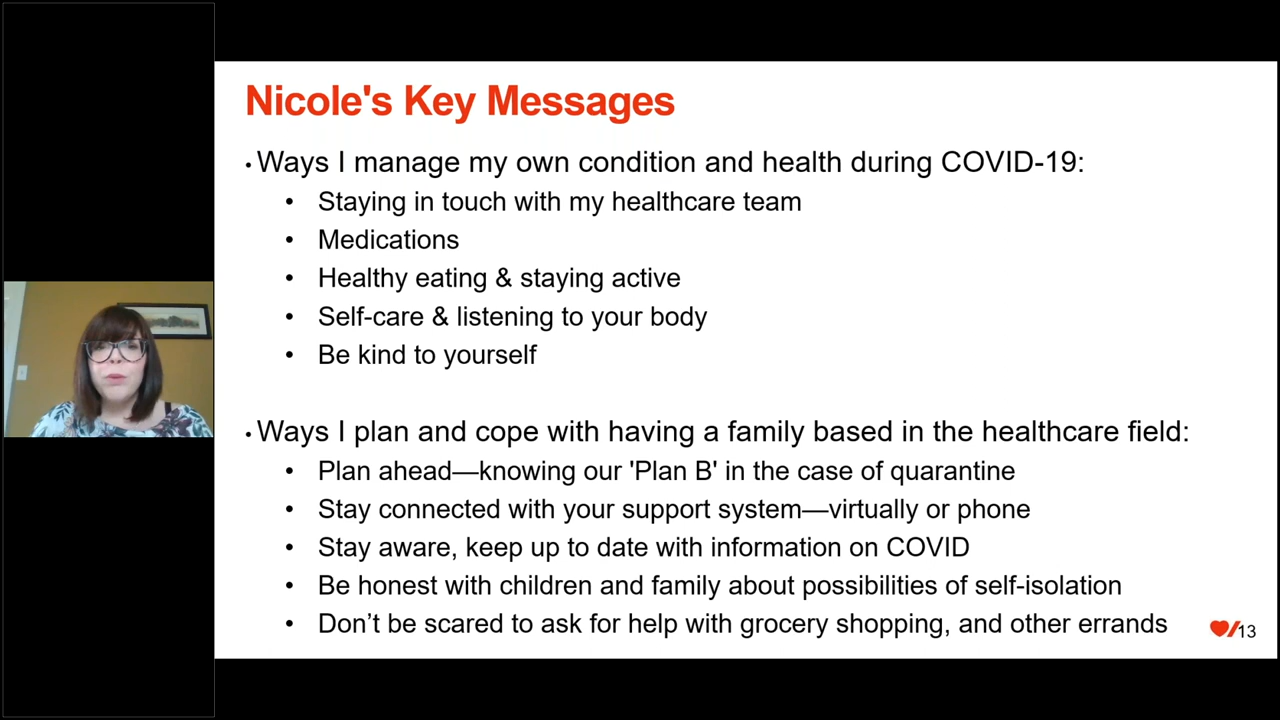 Nicole's Key Messages
• Ways I manage my own condition and health during COVID-19:
• Staying in touch with my healthcare team
• Medications
• Healthy eating & staying active
• Self-care & listening to your body
• Be kind to yourself
• Ways I plan and cope with having a family based in the healthcare field:
• Plan ahead—knowing our 'Plan B' in the case of quarantine
• Stay connected with your support system—virtually or phone
• Stay aware, keep up to date with information on COVID
• Be honest with children and family about possibilities of self-isolation
• Don’t be scared to ask for help with grocery shopping, and other errands
13